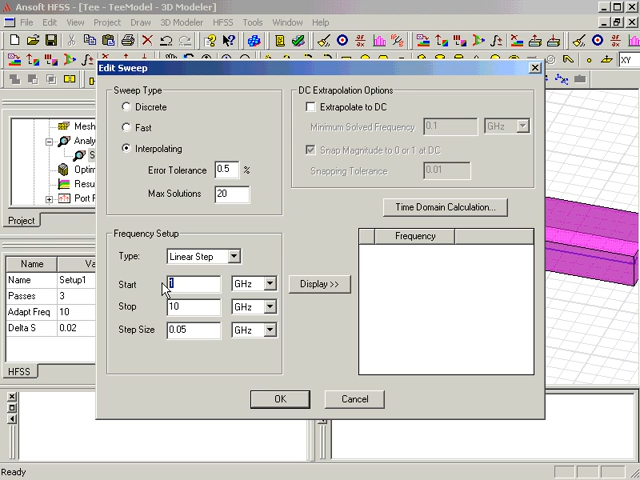 Ansoft HFSS - [Tee - TeeModel - 3D Modeler]
File Edit View Project Draw 3D Modeler HFSS Tools Window Help
XY
Edit Sweep
Sweep Type
Discrete
Fast
Interpolating
Error Tolerance 0.5 %
Max Solutions 20
DC Extrapolation Options
Extrapolate to DC
Minimum Solved Frequency 0.1 GHz
Snap Magnitude to 0 or 1 at DC
Snapping Tolerance 0.01
Time Domain Calculation...
Frequency Setup
Type: Linear Step
Start 1 GHz
Stop 10 GHz
Step Size 0.05 GHz
Display >>
Frequency
OK Cancel
Mesh
Analy
S
Optim
Resu
Port F
Project
Name Va
Name Setup1
Passes 3
Adapt Freq 10
Delta S 0.02
HFSS
Ready